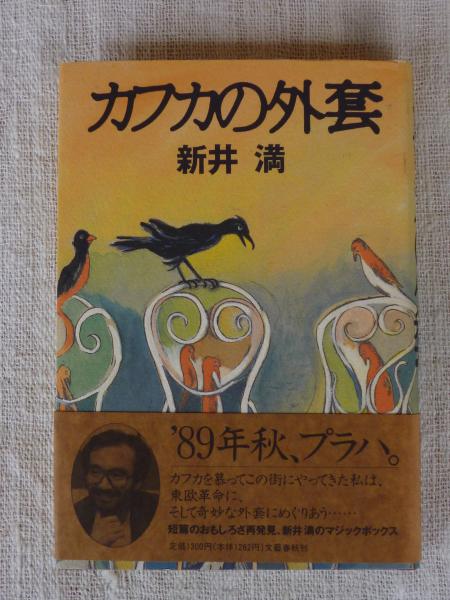 カフカの外套
新井 満
'89年秋、プラハ。
カフカを慕ってこの街にやってきた私は、
東欧革命に、
そして奇妙な外套にめぐりあう……
短篇のおもしろさ再発見、新井満のマジックボックス
定価1300円(本体1262円)文藝春秋刊